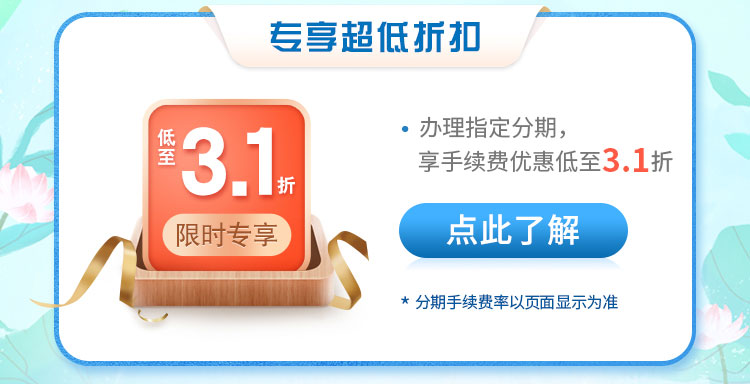 专享超低折扣
低至
3.1折
限时专享
• 办理指定分期，
享手续费优惠低至3.1折
点此了解
* 分期手续费率以页面显示为准